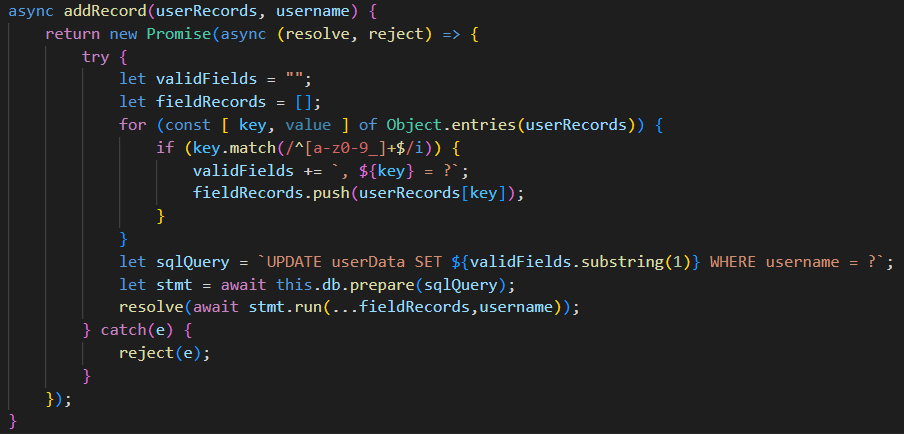 async addRecord(userRecords, username) {
    return new Promise(async (resolve, reject) => {
        try {
            let validFields = "";
            let fieldRecords = [];
            for (const [ key, value ] of Object.entries(userRecords)) {
                if (key.match(/^[a-z0-9_]+$/i)) {
                    validFields += `, ${key} = ?`;
                    fieldRecords.push(userRecords[key]);
                }
            }
            let sqlQuery = `UPDATE userData SET ${validFields.substring(1)} WHERE username = ?`;
            let stmt = await this.db.prepare(sqlQuery);
            resolve(await stmt.run(...fieldRecords,username));
        } catch(e) {
            reject(e);
        }
    });
}